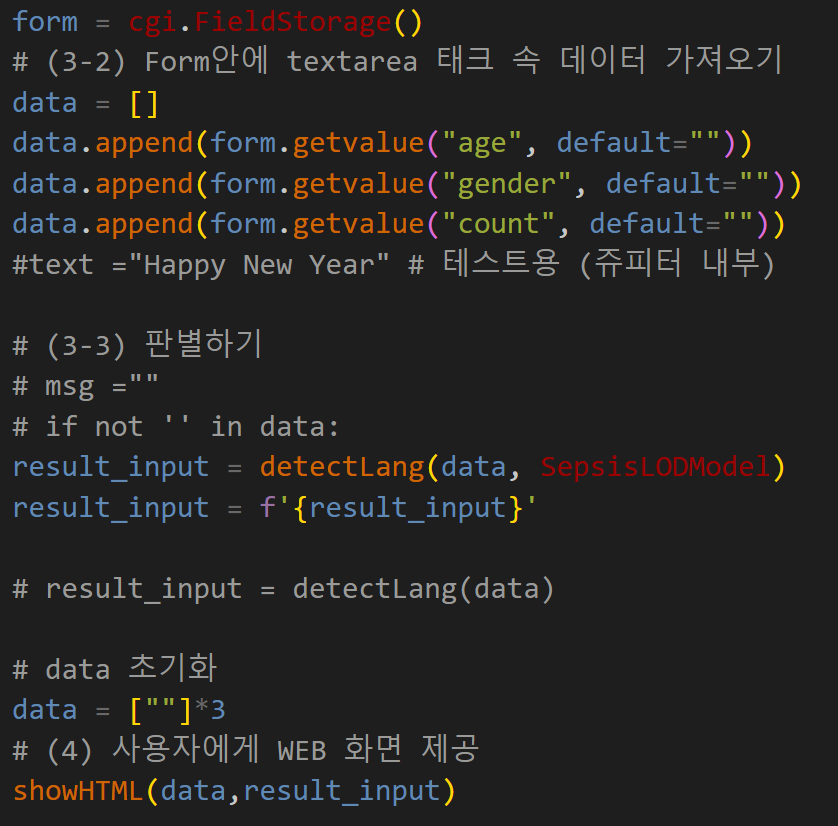 form = cgi.FieldStorage()
# (3-2) Form안에 textarea 태크 속 데이터 가져오기
data = []
data.append(form.getvalue("age", default=""))
data.append(form.getvalue("gender", default=""))
data.append(form.getvalue("count", default=""))
#text ="Happy New Year" # 테스트용 (쥬피터 내부)
# (3-3) 판별하기
# msg =""
# if not '' in data:
result_input = detectLang(data, SepsisLODModel)
result_input = f'{result_input}'
# result_input = detectLang(data)
# data 초기화
data = [""]*3
# (4) 사용자에게 WEB 화면 제공
showHTML(data,result_input)